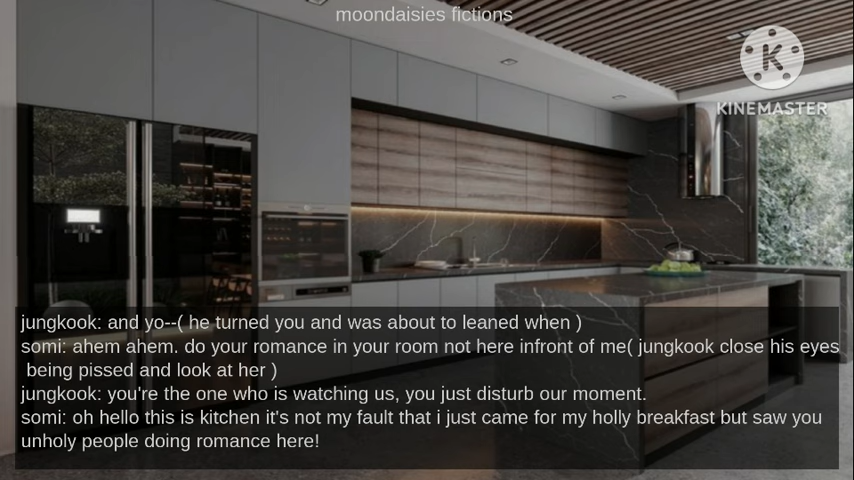 moondaisies fictions
K
KINEMASTER
jungkook: and yo--( he turned you and was about to leaned when )
somi: ahem ahem. do your romance in your room not here infront of me( jungkook close his eyes
being pissed and look at her )
jungkook: you're the one who is watching us, you just disturb our moment.
somi: oh hello this is kitchen it's not my fault that i just came for my holly breakfast but saw you
unholy people doing romance here!